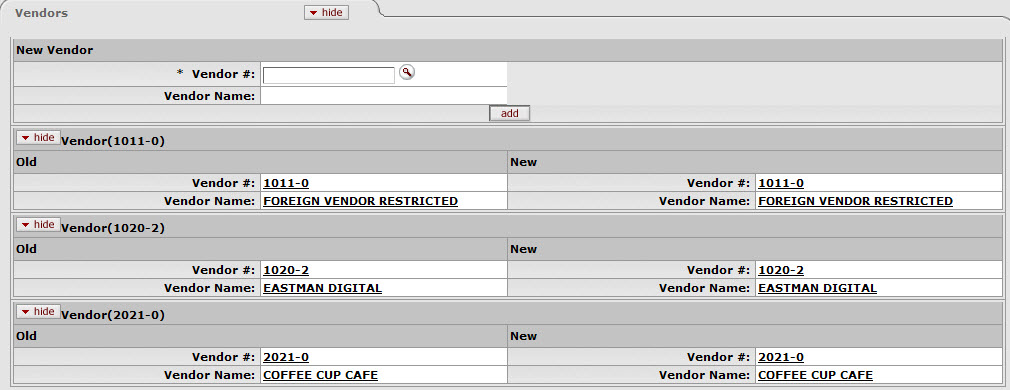 Vendors hide
New Vendor
* Vendor #:
Vendor Name:
add
hide Vendor(1011-0)
Old New
Vendor #: 1011-0 Vendor #: 1011-0
Vendor Name: FOREIGN VENDOR RESTRICTED Vendor Name: FOREIGN VENDOR RESTRICTED
hide Vendor(1020-2)
Old New
Vendor #: 1020-2 Vendor #: 1020-2
Vendor Name: EASTMAN DIGITAL Vendor Name: EASTMAN DIGITAL
hide Vendor(2021-0)
Old New
Vendor #: 2021-0 Vendor #: 2021-0
Vendor Name: COFFEE CUP CAFE Vendor Name: COFFEE CUP CAFE